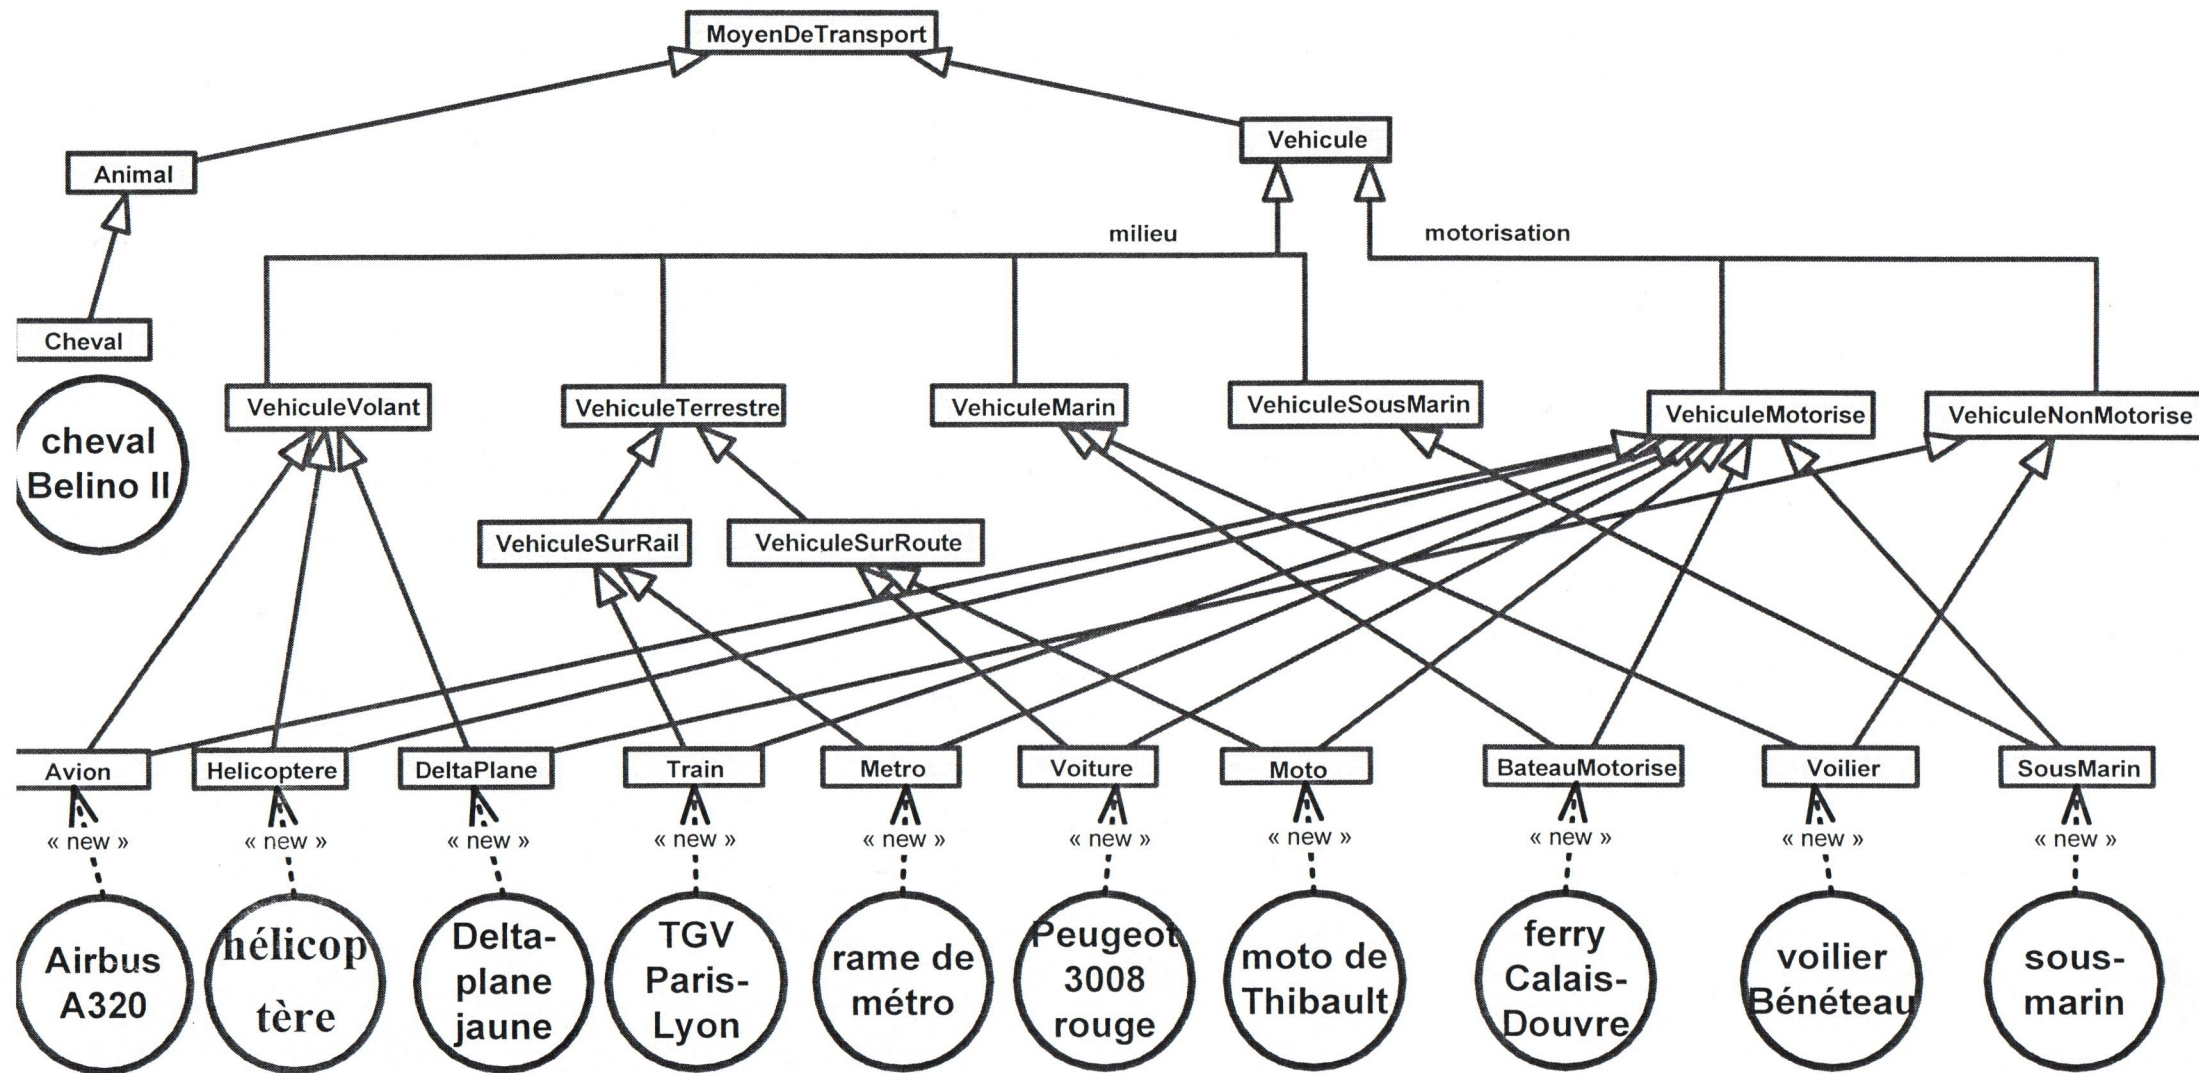 MoyenDeTransport
Vehicule
Animal
milieu
motorisation
Cheval
cheval
Belino II
VehiculeVolant
VehiculeTerrestre
VehiculeMarin
VehiculeSousMarin
VehiculeMotorise
VehiculeNonMotorise
VehiculeSurRail
VehiculeSurRoute
Avion
Helicoptere
DeltaPlane
Train
Metro
Voiture
Moto
BateauMotorise
Voilier
SousMarin
« new »
« new »
« new »
« new »
« new »
« new »
« new »
« new »
« new »
« new »
Airbus
A320
hélicop
tère
Delta-
plane
jaune
TGV
Paris-
Lyon
rame de
métro
Peugeot
3008
rouge
moto de
Thibault
ferry
Calais-
Douvre
voilier
Bénéteau
sous-
marin